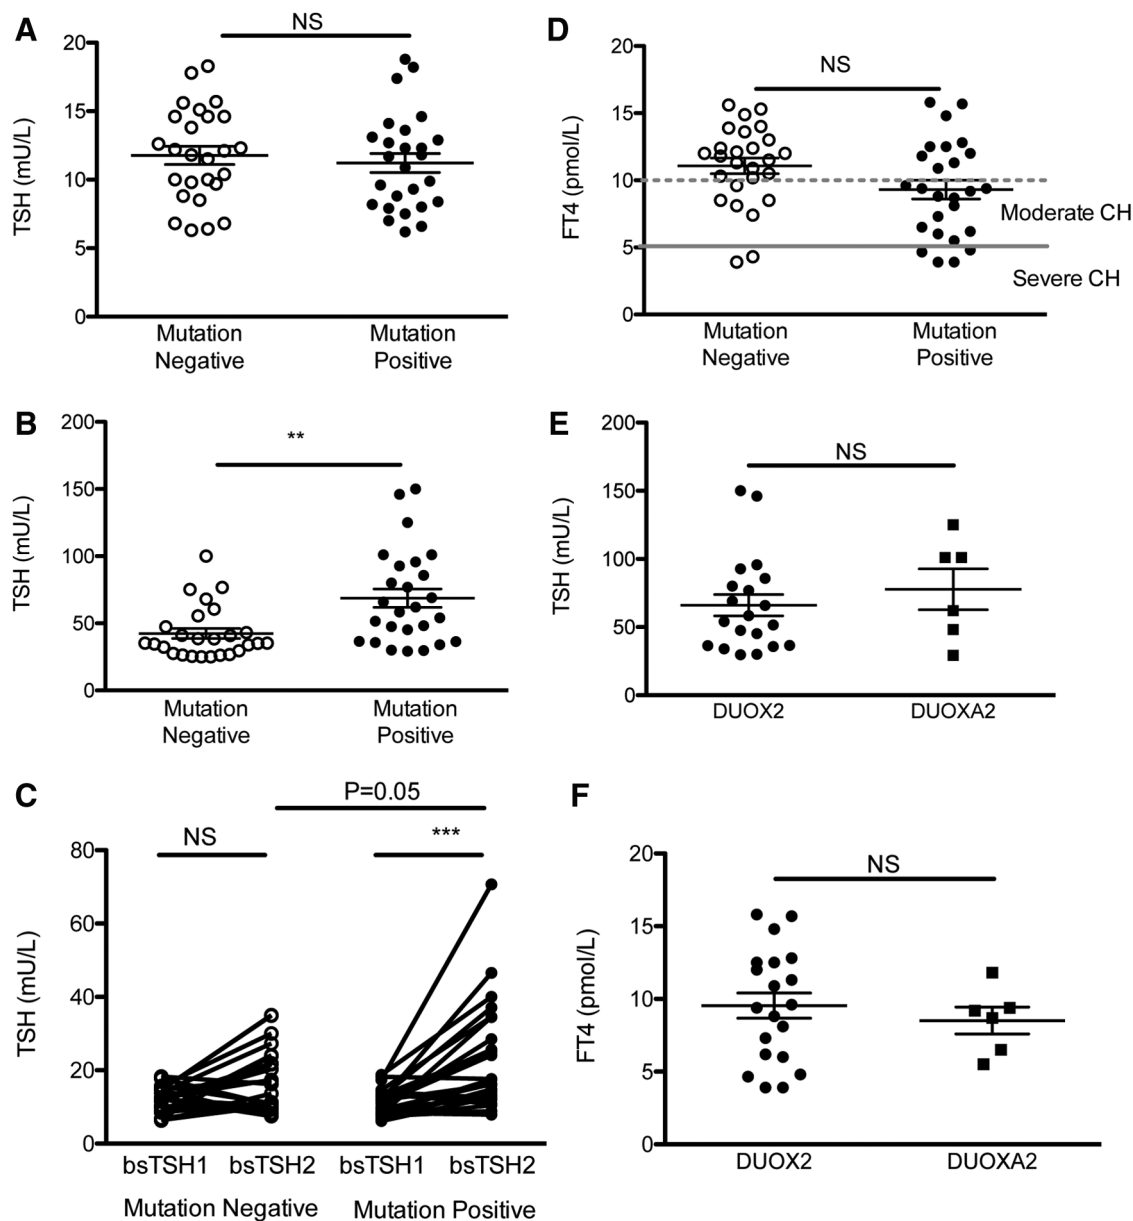 A
NS
TSH (mU/L)
20
15
10
5
0
Mutation
Negative
Mutation
Positive
D
NS
FT4 (pmol/L)
20
15
10
5
0
Moderate CH
Severe CH
Mutation
Negative
Mutation
Positive
B
**
TSH (mU/L)
200
150
100
50
0
Mutation
Negative
Mutation
Positive
E
NS
TSH (mU/L)
200
150
100
50
0
DUOX2
DUOXA2
C
P=0.05
NS
***
TSH (mU/L)
80
60
40
20
0
bsTSH1
bsTSH2
bsTSH1
bsTSH2
Mutation Negative
Mutation Positive
F
NS
FT4 (pmol/L)
20
15
10
5
0
DUOX2
DUOXA2